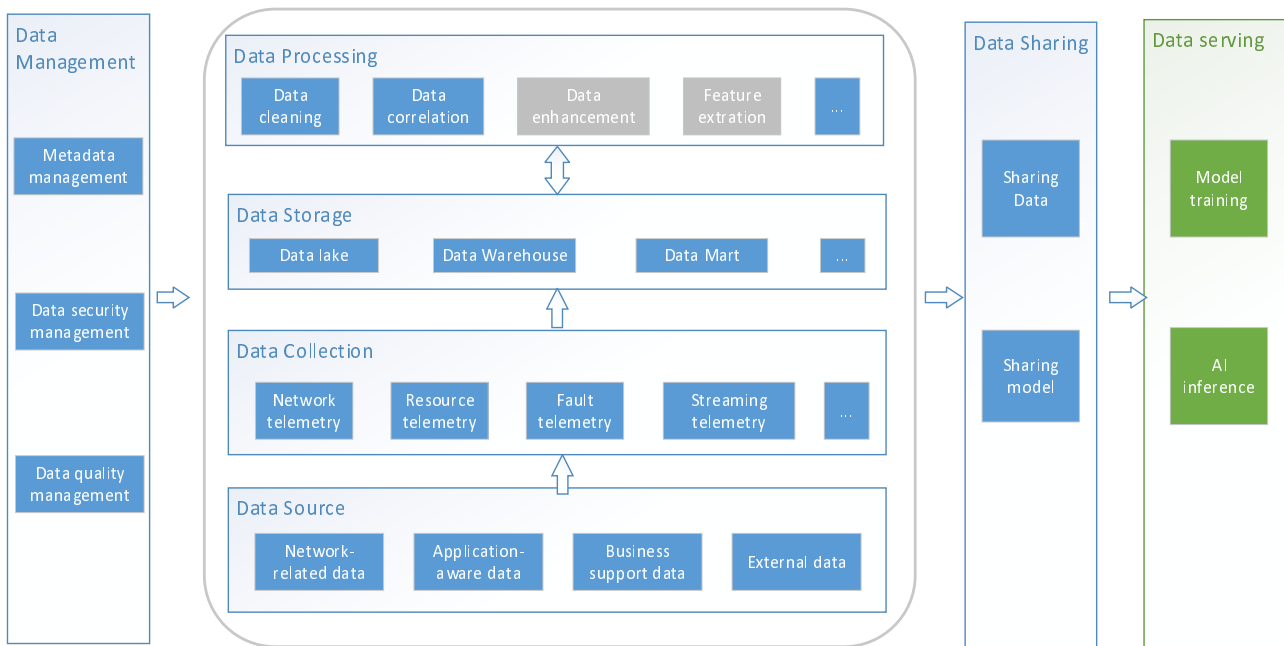 Data
Management
Metadata
management
Data security
management
Data quality
management
Data Processing
Data
cleaning
Data
correlation
Data
enhancement
Feature
extration
...
Data Storage
Data lake
Data Warehouse
Data Mart
...
Data Collection
Network
telemetry
Resource
telemetry
Fault
telemetry
Streaming
telemetry
...
Data Source
Network-
related data
Application-
aware data
Business
support data
External data
Data Sharing
Sharing
Data
Sharing
model
Data serving
Model
training
AI
inference